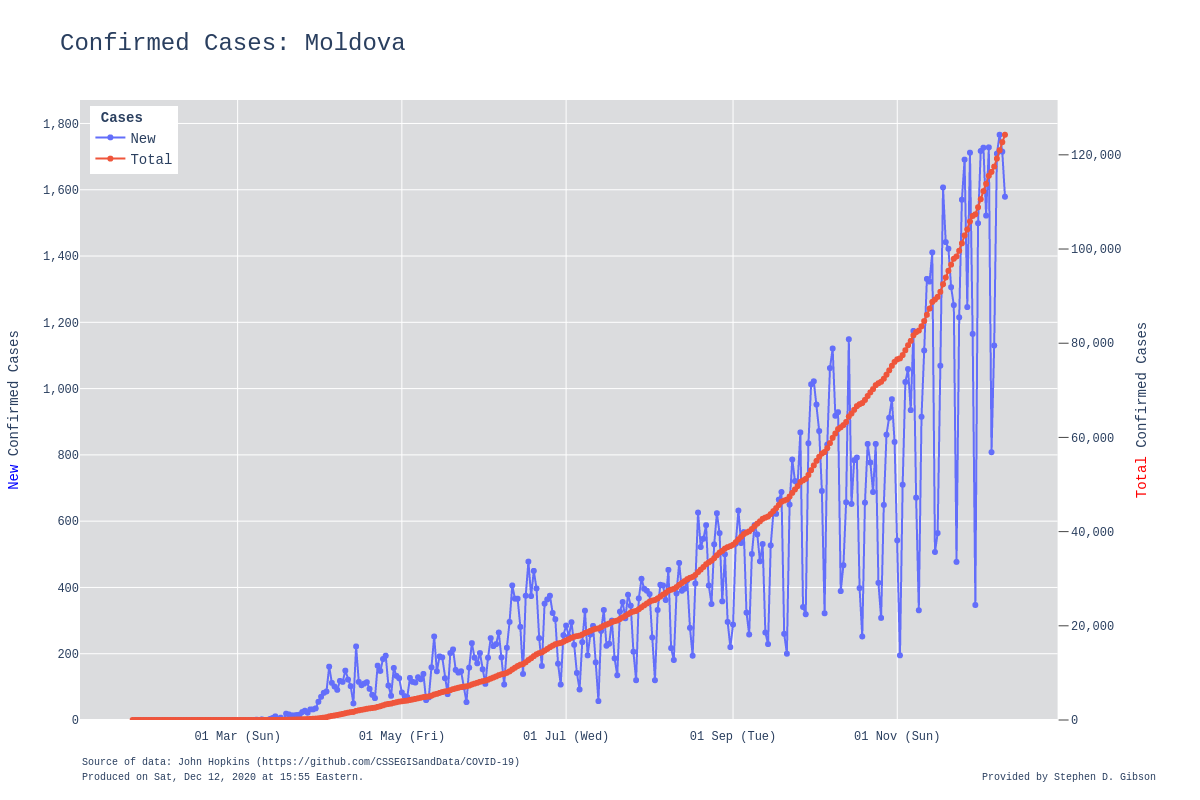 Confirmed Cases: Moldova
Cases
New
Total
1,800
1,600
1,400
1,200
1,000
800
600
400
200
0
120,000
100,000
80,000
60,000
40,000
20,000
0
New Confirmed Cases
Total Confirmed Cases
01 Mar (Sun)
01 May (Fri)
01 Jul (Wed)
01 Sep (Tue)
01 Nov (Sun)
Source of data: John Hopkins (https://github.com/CSSEGISandData/COVID-19)
Produced on Sat, Dec 12, 2020 at 15:55 Eastern.
Provided by Stephen D. Gibson